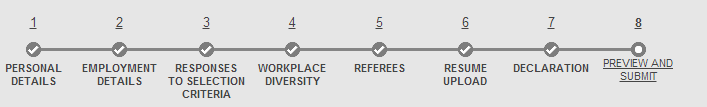 1 2 3 4 5 6 7 8
PERSONAL DETAILS
EMPLOYMENT DETAILS
RESPONSES TO SELECTION CRITERIA
WORKPLACE DIVERSITY
REFEREES
RESUME UPLOAD
DECLARATION
PREVIEW AND SUBMIT